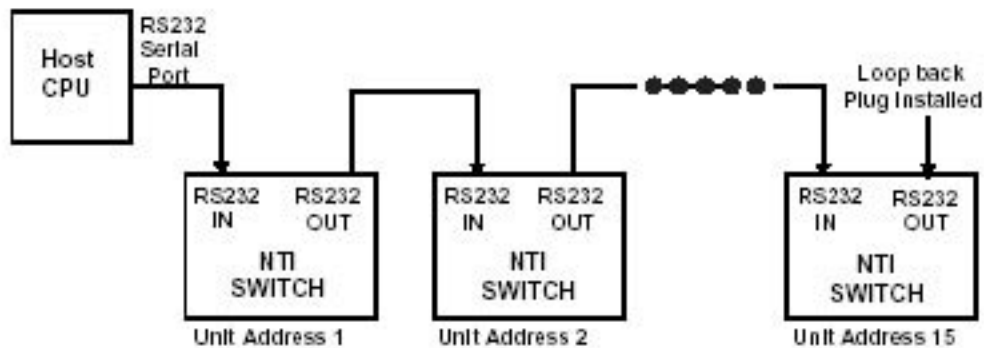 Host
CPU
RS232
Serial
Port
Loop back
Plug Installed
RS232
IN
RS232
OUT
NTI
SWITCH
Unit Address 1
RS232
IN
RS232
OUT
NTI
SWITCH
Unit Address 2
RS232
IN
RS232
OUT
NTI
SWITCH
Unit Address 15